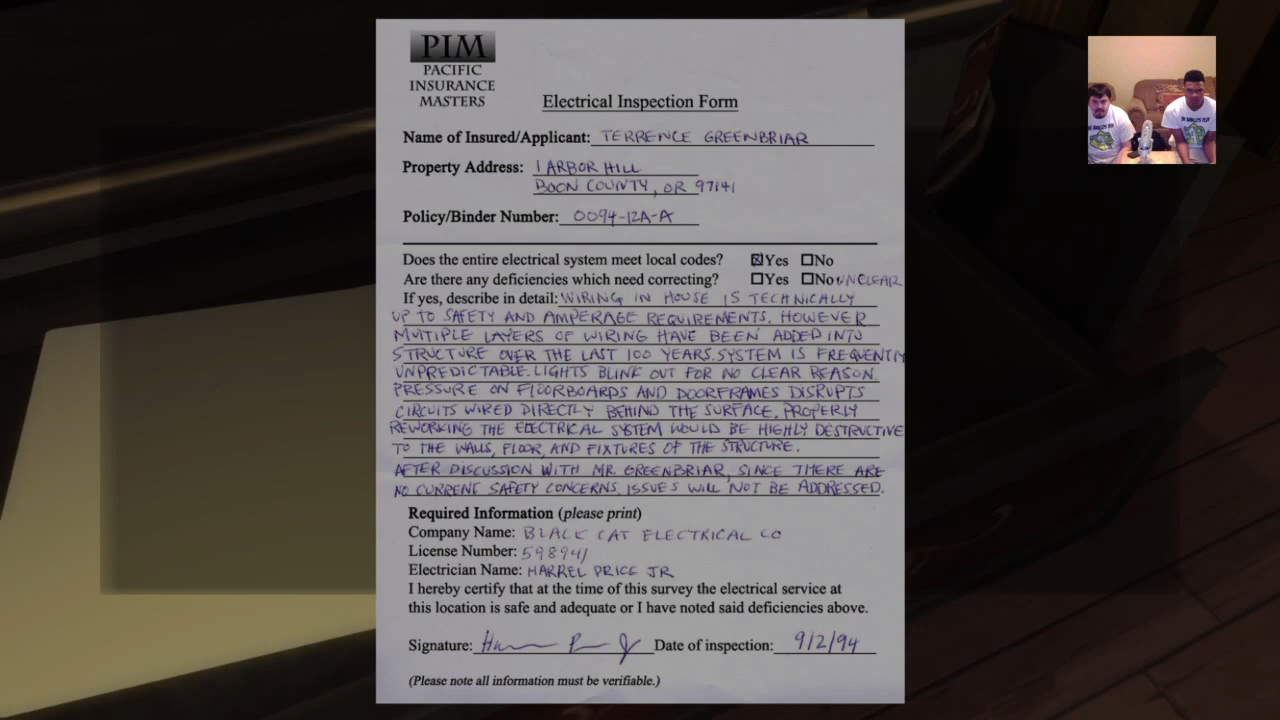 PIM
PACIFIC
INSURANCE
MASTERS
Electrical Inspection Form
Name of Insured/Applicant: TERRENCE GREENBRIAR
Property Address: 1 ARBOR HILL
BOON COUNTY, OR 97141
Policy/Binder Number: 0094-12A-A
Does the entire electrical system meet local codes? ☒Yes ☐No
Are there any deficiencies which need correcting? ☐Yes ☐No UNCLEAR
If yes, describe in detail: WIRING IN HOUSE IS TECHNICALLY
UP TO SAFETY AND AMPERAGE REQUIREMENTS. HOWEVER
MULTIPLE LAYERS OF WIRING HAVE BEEN ADDED INTO
STRUCTURE OVER THE LAST 100 YEARS. SYSTEM IS FREQUENTLY
UNPREDICTABLE. LIGHTS BLINK OUT FOR NO CLEAR REASON.
PRESSURE ON FLOORBOARDS AND DOORFRAMES DISRUPTS
CIRCUITS WIRED DIRECTLY BEHIND THE SURFACE. PROPERLY
REWORKING THE ELECTRICAL SYSTEM WOULD BE HIGHLY DESTRUCTIVE
TO THE WALLS, FLOOR, AND FIXTURES OF THE STRUCTURE.
AFTER DISCUSSION WITH MR. GREENBRIAR, SINCE THERE ARE
NO CURRENT SAFETY CONCERNS, ISSUES WILL NOT BE ADDRESSED.
Required Information (please print)
Company Name: BLACK CAT ELECTRICAL CO
License Number: 598941
Electrician Name: HARREL PRICE JR
I hereby certify that at the time of this survey the electrical service at
this location is safe and adequate or I have noted said deficiencies above.
Signature: Date of inspection: 9/2/94
(Please note all information must be verifiable.)